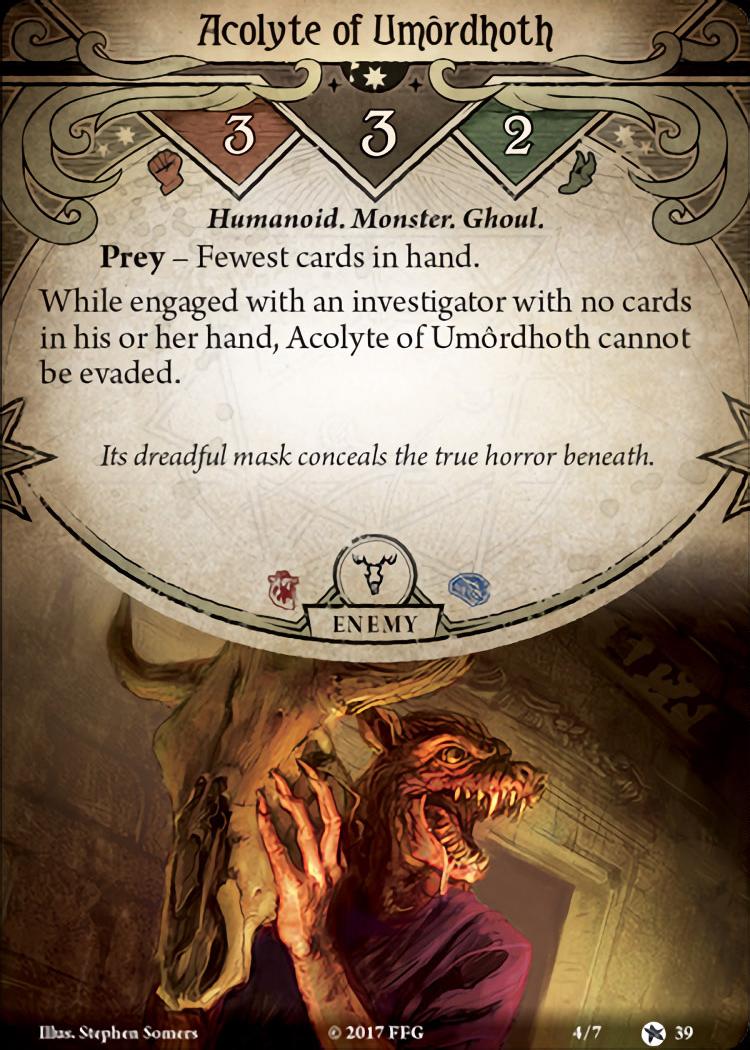 Acolyte of Umôrdhoth
3 3 2
Humanoid. Monster. Ghoul.
Prey – Fewest cards in hand.
While engaged with an investigator with no cards
in his or her hand, Acolyte of Umôrdhoth cannot
be evaded.
Its dreadful mask conceals the true horror beneath.
ENEMY
Illus. Stephen Somers © 2017 FFG 4/7 39